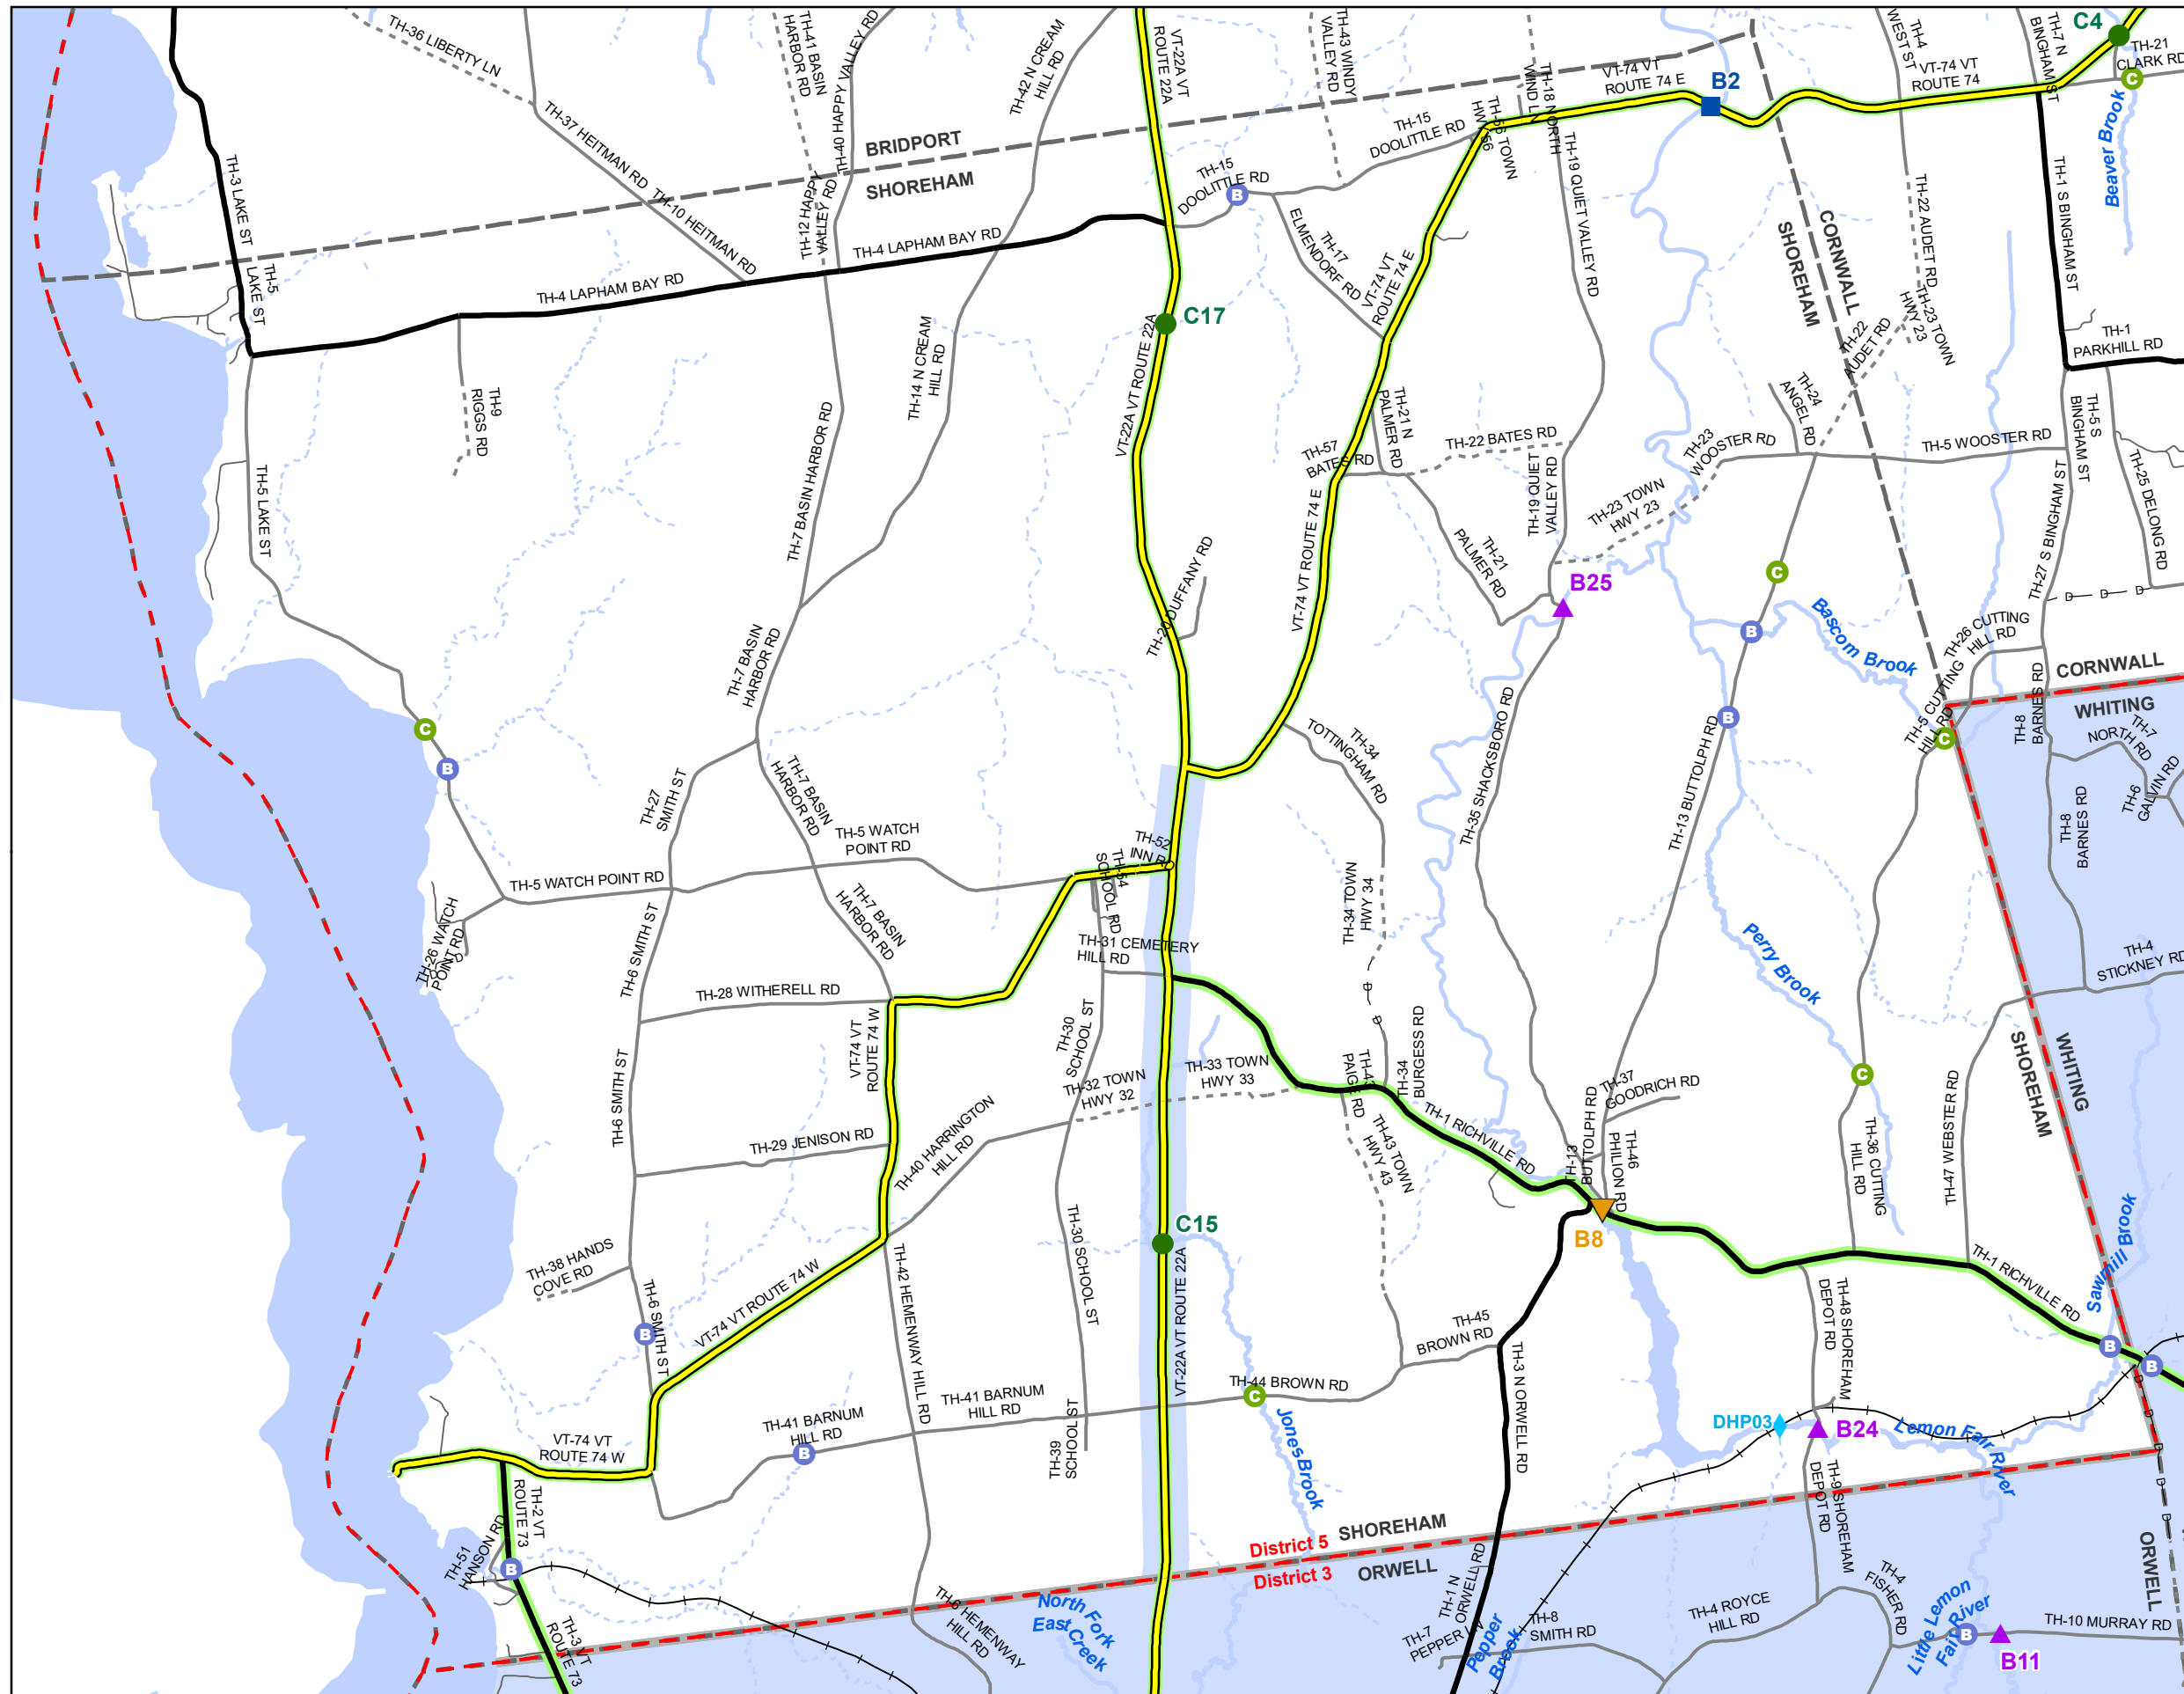 TH-36 LIBERTY LN
TH-41 BASIN
HARBOR RD
TH-40 HAPPY VALLEY RD
TH-42 N CREAM
HILL RD
VT-22A VT
ROUTE 22A
TH-43 WINDY
VALLEY RD
TH-18 NORTH
WIND LN
VT-74 VT
ROUTE 74 E
B2
TH-4
WEST ST
VT-74 VT
ROUTE 74
TH-7 N
BINGHAM ST
C4
TH-21
CLARK RD
C
Beaver Brook
TH-37 HEITMAN RD
BRIDPORT
SHOREHAM
TH-15
DOOLITTLE RD
TH-56 TOWN
HWY 56
TH-19 QUIET VALLEY RD
TH-3 LAKE ST
TH-10 HEITMAN RD
TH-12 HAPPY
VALLEY RD
TH-15
DOOLITTLE RD
B
TH-4 LAPHAM BAY RD
TH-4 LAPHAM BAY RD
TH-5
LAKE ST
TH-17
ELMENDORF RD
VT-74 VT
ROUTE 74 E
CORNWALL
SHOREHAM
TH-22 AUDET RD
TH-1 S BINGHAM ST
TH-23 TOWN
HWY 23
TH-22
AUDET RD
TH-1
PARKHILL RD
C17
VT-22A VT ROUTE 22A
TH-14 N CREAM
HILL RD
TH-9
RIGGS RD
TH-7 BASIN HARBOR RD
TH-21 N
PALMER RD
TH-57
BATES RD
TH-22 BATES RD
TH-19 QUIET
VALLEY RD
TH-23
WOOSTER RD
TH-24
ANGEL RD
TH-5 WOOSTER RD
TH-5 S
BINGHAM ST
TH-25 DELONG RD
TH-5 LAKE ST
TH-23 TOWN
HWY 23
TH-27 S BINGHAM ST
TH-20 DUFFANY RD
VT-74 VT ROUTE 74 E
TH-21
PALMER RD
B25
C
B
Bascom Brook
D D D
TH-26 CUTTING
HILL RD
CORNWALL
WHITING
TH-7 BASIN
HARBOR RD
TH-5 CUTTING
HILL RD
C
TH-8
BARNES RD
TH-7
NORTH RD
TH-6
GALVIN RD
C
B
B
TH-34
TOTTINGHAM RD
TH-35 SHACKSBORO RD
TH-13 BUTTOLPH RD
TH-27
SMITH ST
TH-7 BASIN
HARBOR RD
TH-5 WATCH
POINT RD
TH-52
INN RD
TH-8
BARNES RD
TH-5 WATCH POINT RD
TH-54
SCHOOL RD
TH-7 BASIN
HARBOR RD
TH-34 TOWN
HWY 34
TH-26 WATCH
POINT RD
TH-6 SMITH ST
TH-31 CEMETERY
HILL RD
Perry Brook
TH-4
STICKNEY RD
TH-28 WITHERELL RD
D
D
VT-74 VT
ROUTE 74 W
TH-30
SCHOOL ST
TH-6 SMITH ST
TH-32 TOWN
HWY 32
TH-33 TOWN
HWY 33
TH-43
PAIGE RD
TH-34
BURGESS RD
C
WHITING
SHOREHAM
TH-37
GOODRICH RD
TH-29 JENISON RD
TH-40 HARRINGTON
HILL RD
TH-1 RICHVILLE RD
TH-43 TOWN
HWY 43
TH-13
BUTTOLPH RD
TH-46
PHILION RD
TH-36 CUTTING
HILL RD
TH-47 WEBSTER RD
C15
B8
TH-38 HANDS
COVE RD
TH-30 SCHOOL ST
TH-42 HEMENWAY HILL RD
VT-22A VT ROUTE 22A
TH-6 SMITH ST
B
VT-74 VT ROUTE 74 W
TH-45
BROWN RD
TH-3 N ORWELL RD
TH-48 SHOREHAM
DEPOT RD
TH-1 RICHVILLE RD
Sawmill Brook
B
B
TH-44 BROWN RD
C
Jones Brook
TH-41 BARNUM
HILL RD
TH-41 BARNUM
HILL RD
B
TH-39
SCHOOL ST
DHP03
B24
Lemon Fair River
D
D
D
D
D
VT-74 VT
ROUTE 74 W
TH-2 VT
ROUTE 73
TH-51
HANSON RD
B
TH-3 VT
ROUTE 73
District 5
SHOREHAM
District 3
ORWELL
TH-9 SHOREHAM
DEPOT RD
ORWELL
TH-6 HEMENWAY
HILL RD
North Fork
East Creek
TH-1 N
ORWELL RD
TH-7
PEPPER LN
Pepper
Brook
TH-8
SMITH RD
TH-4 ROYCE
HILL RD
TH-4
FISHER RD
Little Lemon
Fair River
B
B11
TH-10 MURRAY RD